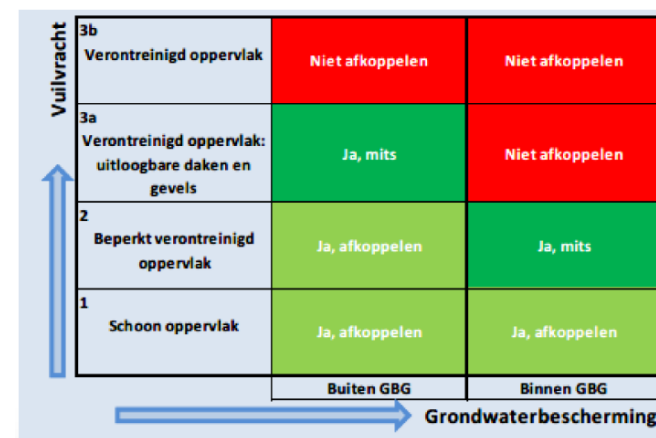 Vuilvracht
3b
Verontreinigd oppervlak
Niet afkoppelen
Niet afkoppelen
3a
Verontreinigd oppervlak:
uitloogbare daken en
gevels
Ja, mits
Niet afkoppelen
2
Beperkt verontreinigd
oppervlak
Ja, afkoppelen
Ja, mits
1
Schoon oppervlak
Ja, afkoppelen
Ja, afkoppelen
Buiten GBG
Binnen GBG
Grondwaterbescherming